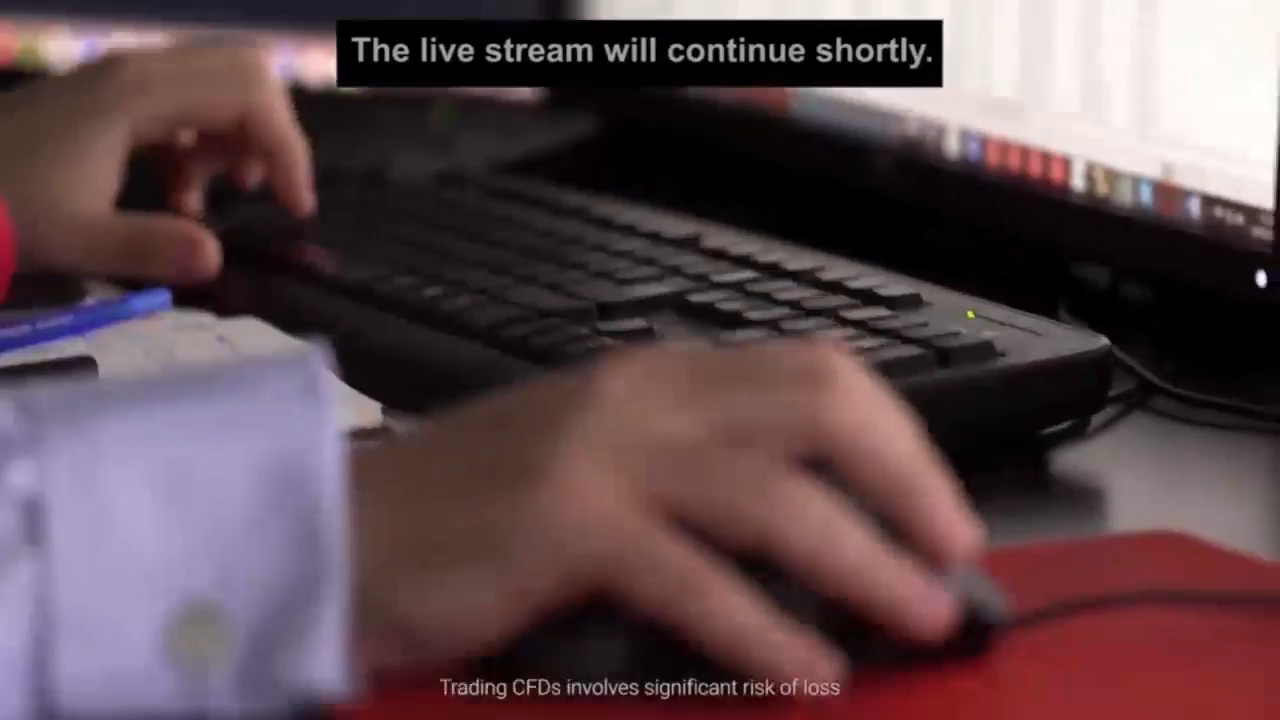 The live stream will continue shortly.
Trading CFDs involves significant risk of loss